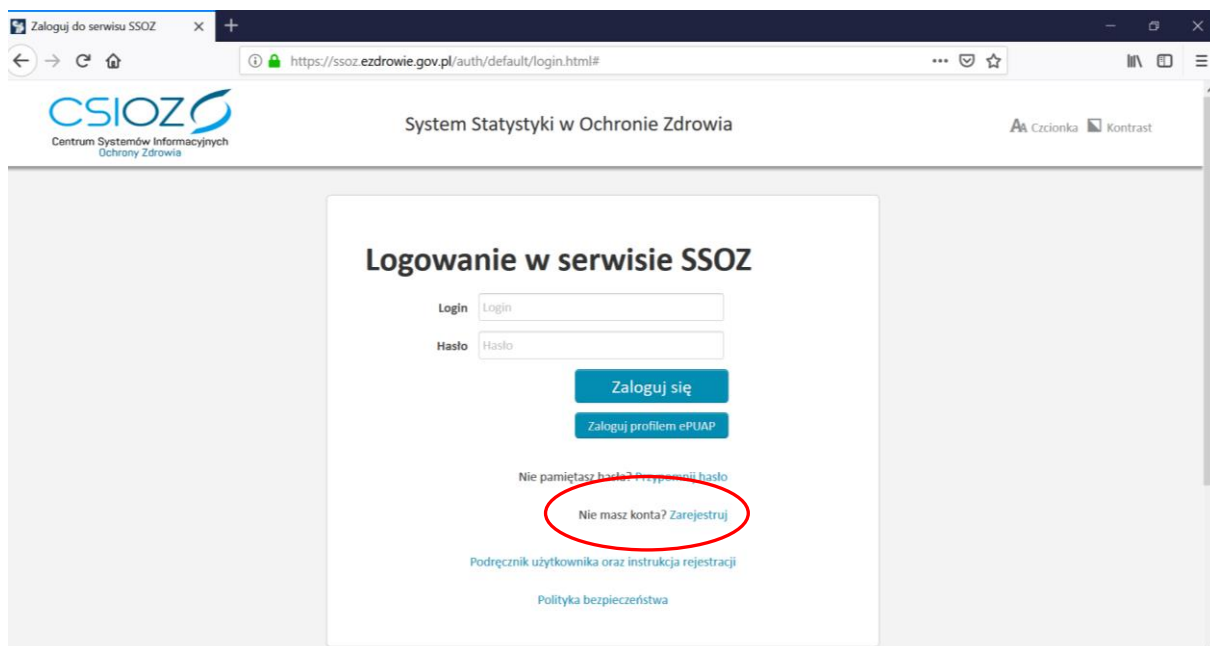 Zaloguj do serwisu SSOZ
https://ssoz.ezdrowie.gov.pl/auth/default/login.html#
CSIOZ
Centrum Systemów Informacyjnych
Ochrony Zdrowia
System Statystyki w Ochronie Zdrowia
AA Czcionka Kontrast
Logowanie w serwisie SSOZ
Login Login
Hasło Hasło
Zaloguj się
Zaloguj profilem ePUAP
Nie pamiętasz hasła? Przypomnij hasło
Nie masz konta? Zarejestruj
Podręcznik użytkownika oraz instrukcja rejestracji
Polityka bezpieczeństwa